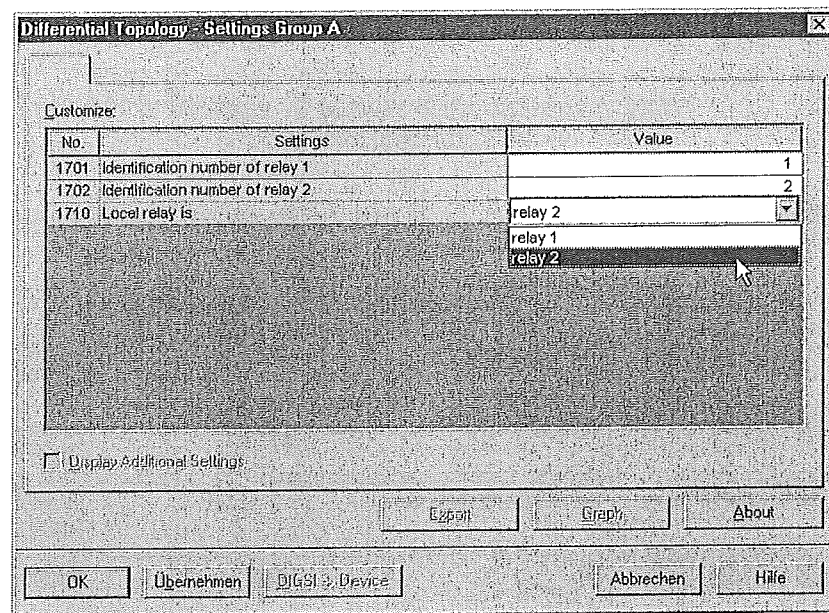 Differential Topology - Settings Group A
Customize:
No. Settings Value
1701 Identification number of relay 1 1
1702 Identification number of relay 2 2
1710 Local relay is relay 2
relay 1
relay 2
Display Additional Settings
Export Graph About
OK Übernehmen DIGSI -> Device Abbrechen Hilfe